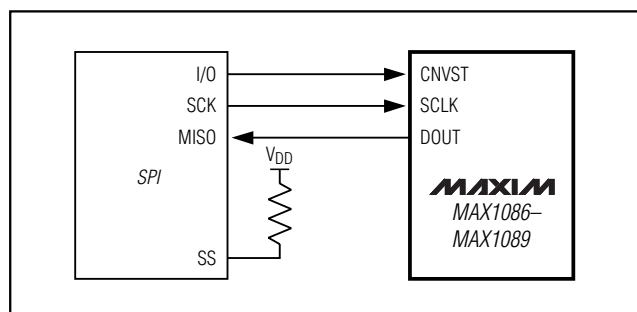 I/O
SCK
MISO
VDD
SPI
SS
CNVST
SCLK
DOUT
MAXIM
MAX1086–
MAX1089